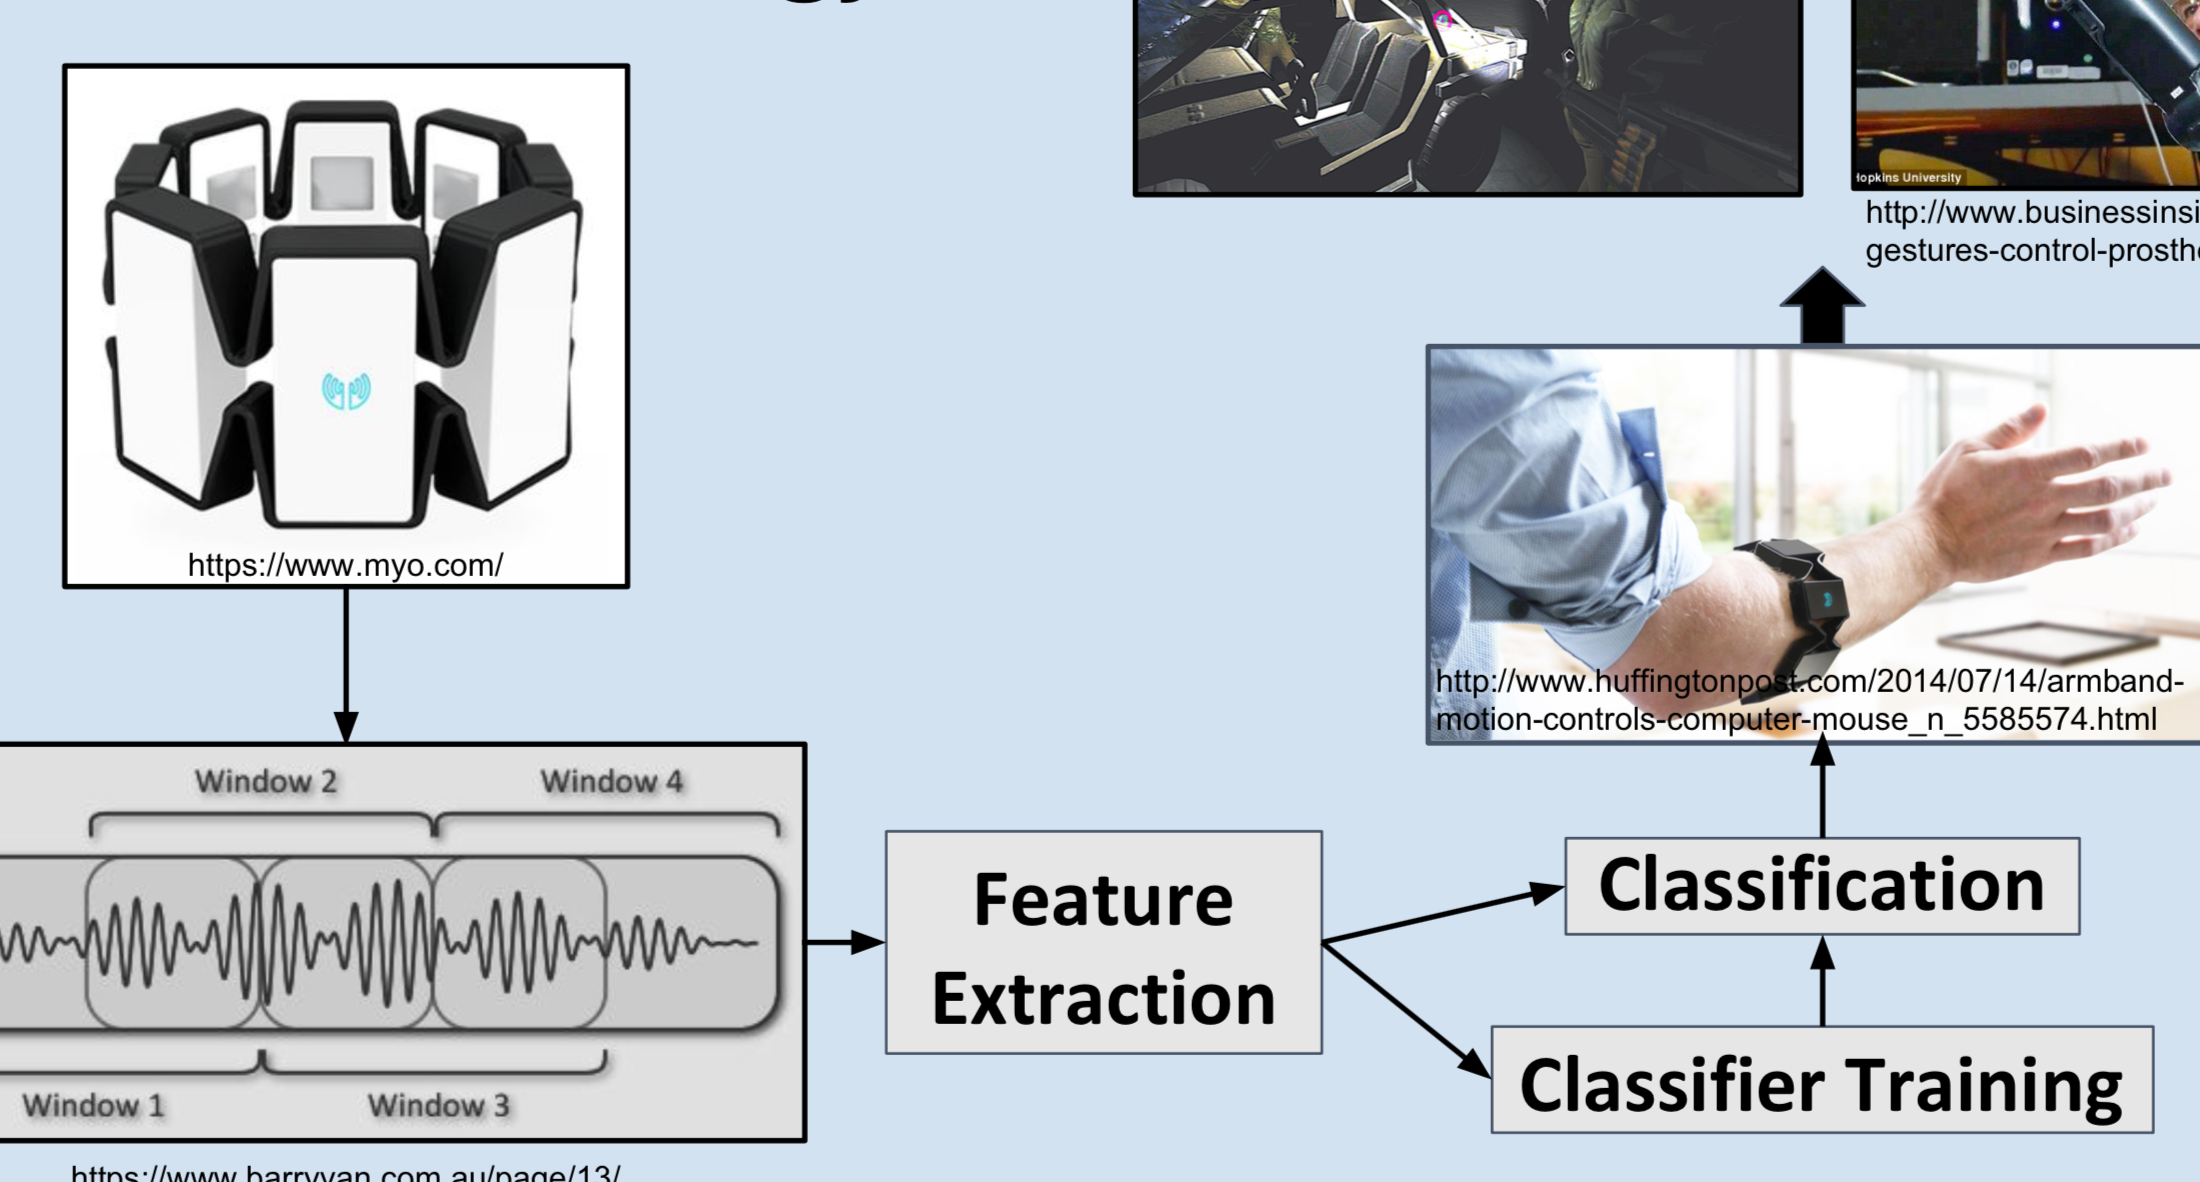 Hopkins University
http://www.businessinsi
gestures-control-prosth
https://www.myo.com/
http://www.huffingtonpost.com/2014/07/14/armband-
motion-controls-computer-mouse_n_5585574.html
Window 2
Window 4
Window 1
Window 3
Feature
Extraction
Classification
Classifier Training
https://www.barryvan.com.au/page/13/